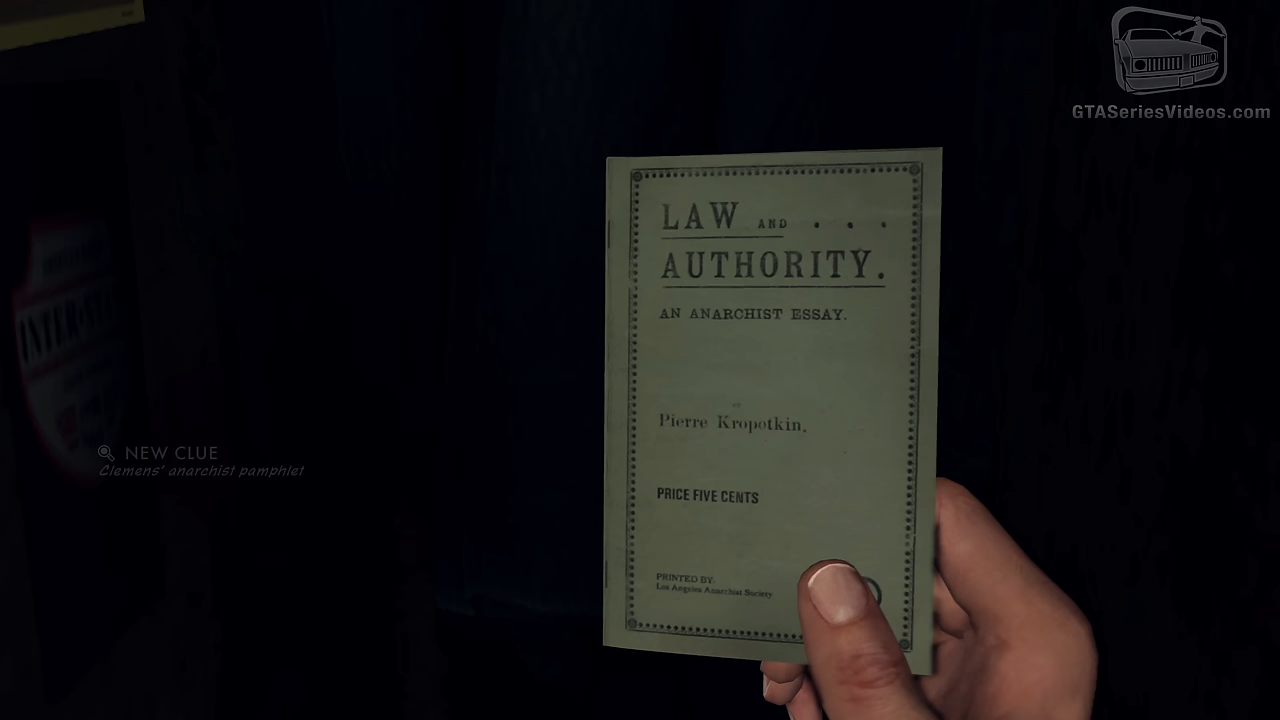 GTASeriesVideos.com
LAW AND . . .
AUTHORITY.
AN ANARCHIST ESSAY.
Pierre Kropotkin,
PRICE FIVE CENTS
PRINTED BY:
Los Angeles Anarchist Society
NEW CLUE
Clemens' anarchist pamphlet